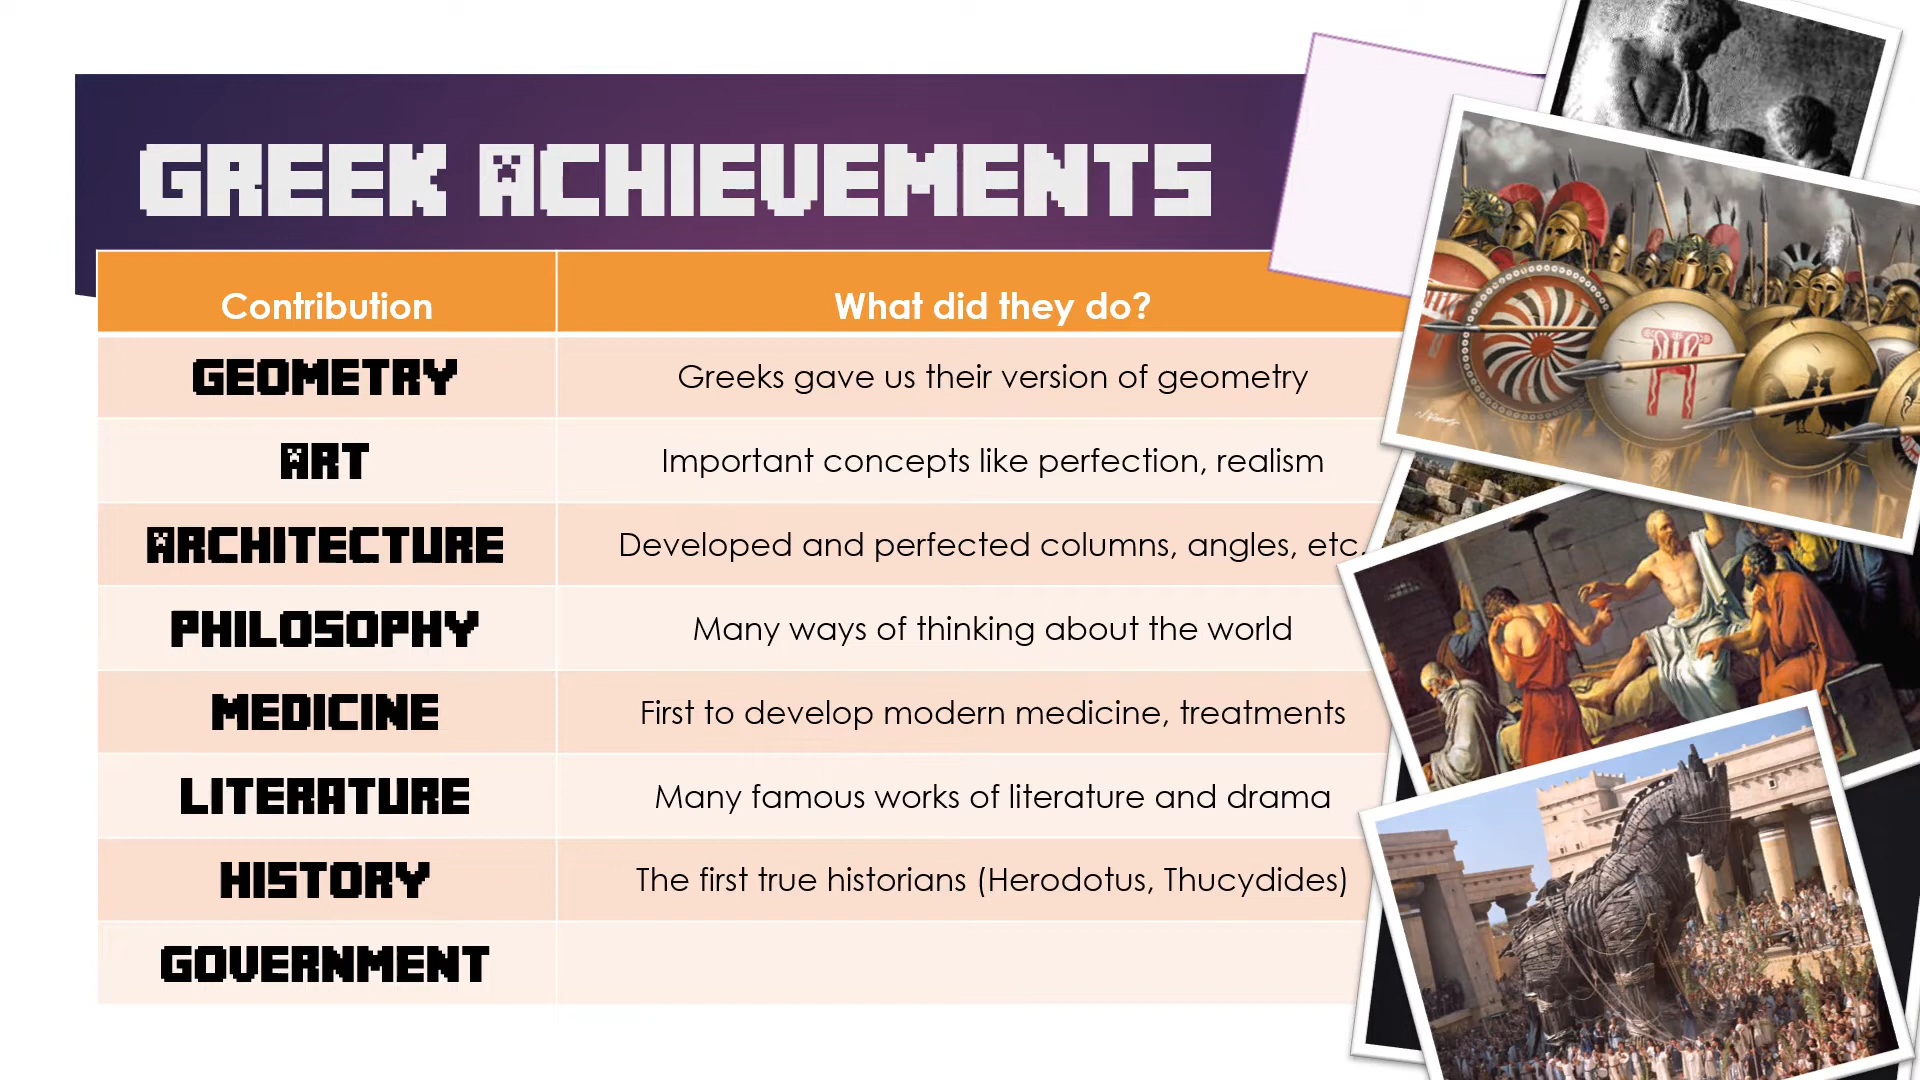 GREEK ACHIEVEMENTS
Contribution What did they do?
GEOMETRY Greeks gave us their version of geometry
ART Important concepts like perfection, realism
ARCHITECTURE Developed and perfected columns, angles, etc.
PHILOSOPHY Many ways of thinking about the world
MEDICINE First to develop modern medicine, treatments
LITERATURE Many famous works of literature and drama
HISTORY The first true historians (Herodotus, Thucydides)
GOVERNMENT